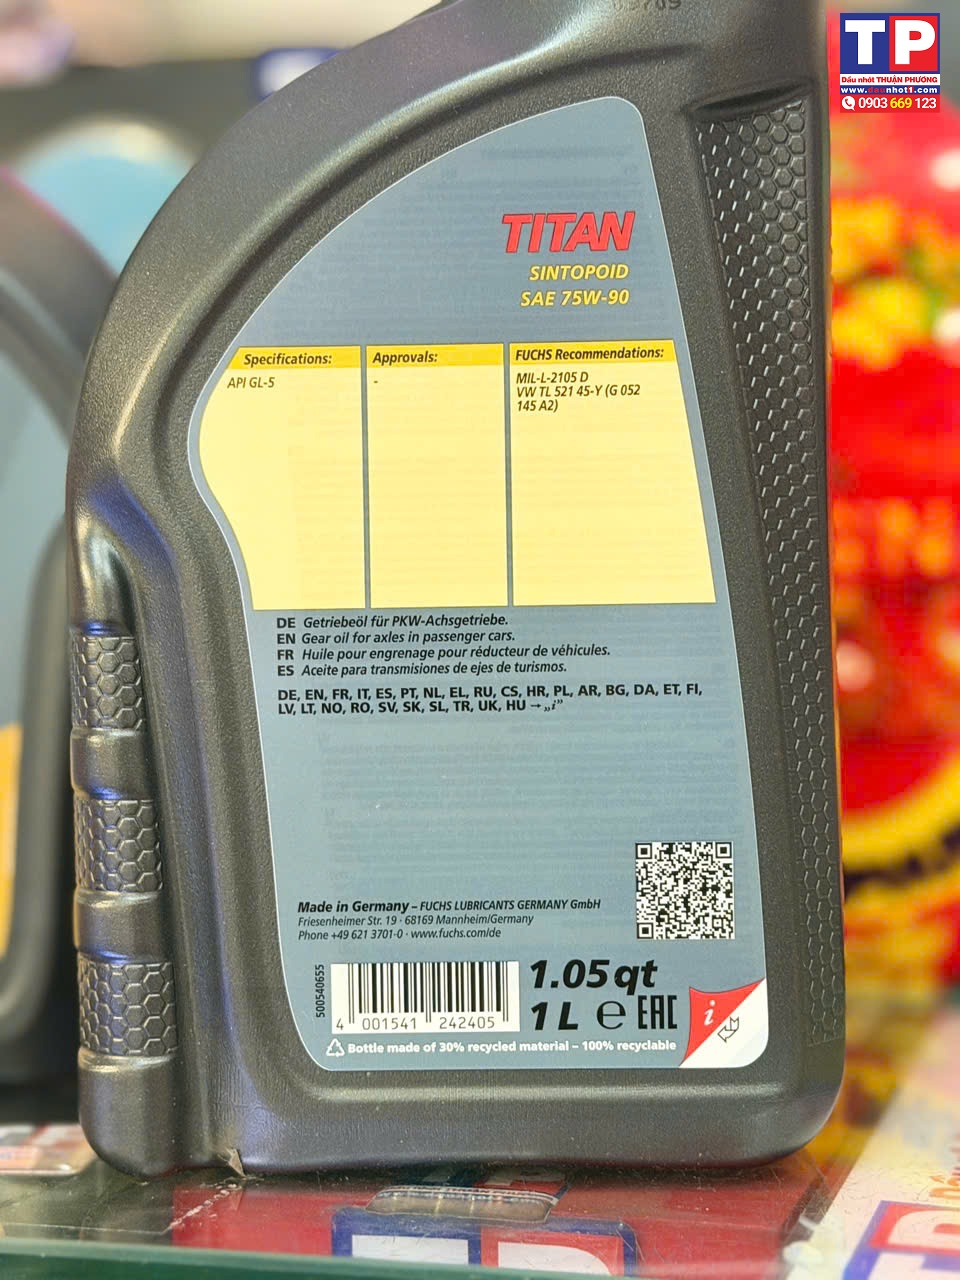 TP
Dầu nhớt THUẬN PHƯƠNG
www.daunhot1.com
0903 669 123
TITAN
SINTOPOID
SAE 75W-90
Specifications:
API GL-5
Approvals:
-
FUCHS Recommendations:
MIL-L-2105 D
VW TL 521 45-Y (G 052
145 A2)
DE Getriebeöl für PKW-Achsgetriebe.
EN Gear oil for axles in passenger cars.
FR Huile pour engrenage pour réducteur de véhicules.
ES Aceite para transmisiones de ejes de turismos.
DE, EN, FR, IT, ES, PT, NL, EL, RU, CS, HR, PL, AR, BG, DA, ET, FI,
LV, LT, NO, RO, SV, SK, SL, TR, UK, HU → „i”
Made in Germany – FUCHS LUBRICANTS GERMANY GmbH
Friesenheimer Str. 19 · 68169 Mannheim/Germany
Phone +49 621 3701-0 · www.fuchs.com/de
500540655
4 001541 242405
1.05 qt
1 L e EAC
i
Bottle made of 30% recycled material – 100% recyclable